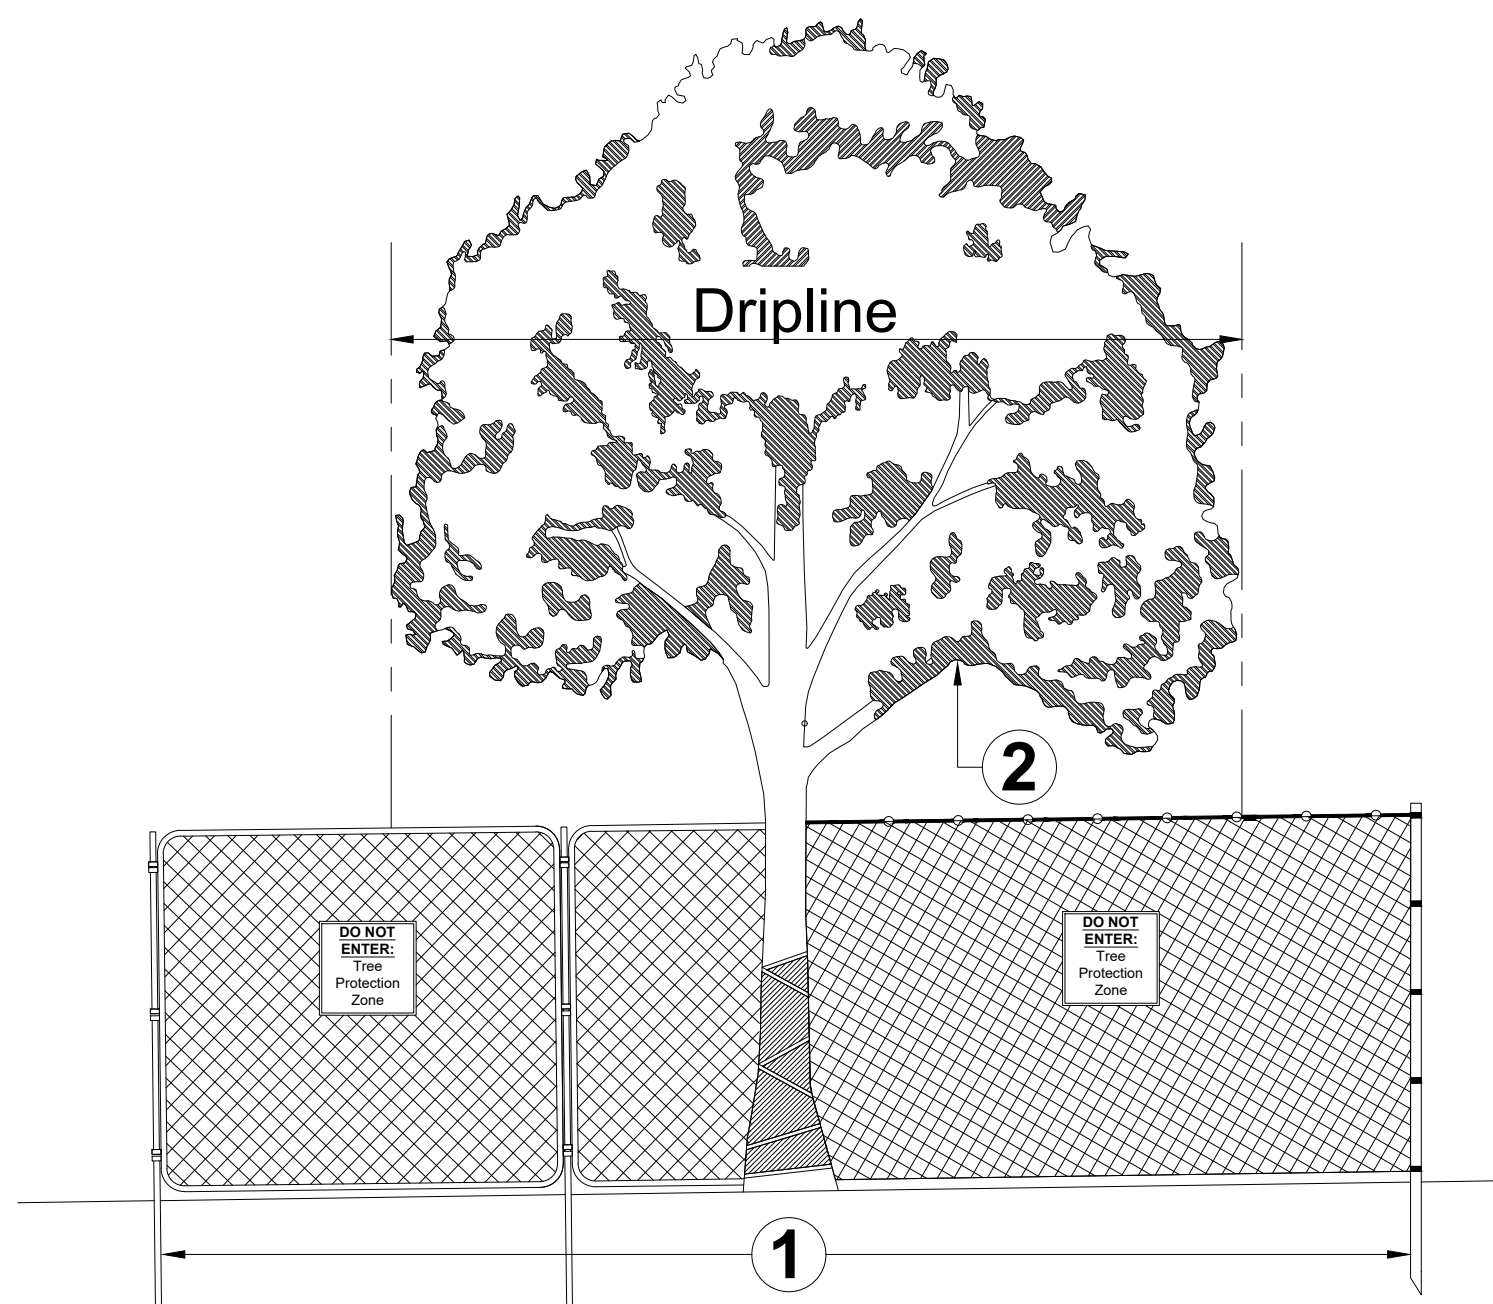 Dripline
2
DO NOT
ENTER:
Tree
Protection
Zone
DO NOT
ENTER:
Tree
Protection
Zone
1